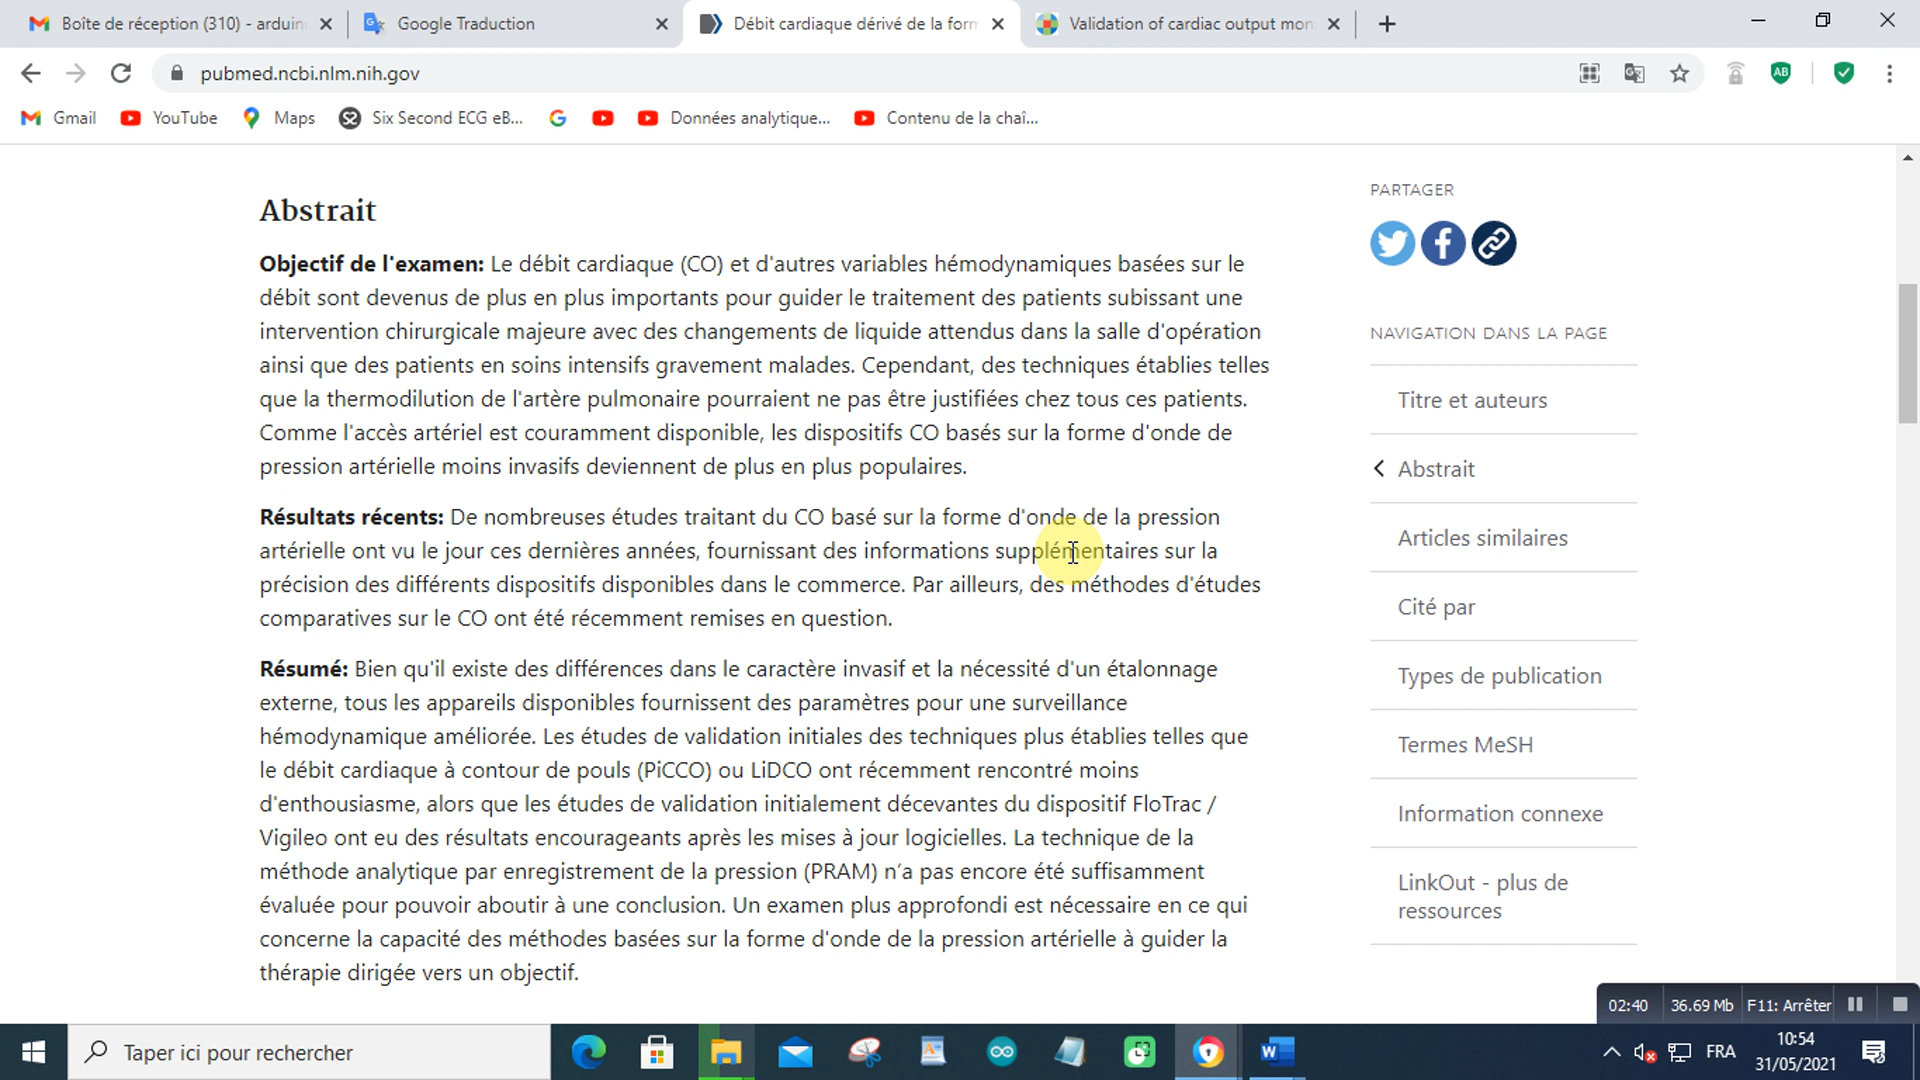 Boîte de réception (310) - arduin
Google Traduction
Débit cardiaque dérivé de la form
Validation of cardiac output mon
pubmed.ncbi.nlm.nih.gov
AB
Gmail
YouTube
Maps
Six Second ECG eB...
Données analytique...
Contenu de la chaî...
Abstrait
Objectif de l'examen: Le débit cardiaque (CO) et d'autres variables hémodynamiques basées sur le
débit sont devenus de plus en plus importants pour guider le traitement des patients subissant une
intervention chirurgicale majeure avec des changements de liquide attendus dans la salle d'opération
ainsi que des patients en soins intensifs gravement malades. Cependant, des techniques établies telles
que la thermodilution de l'artère pulmonaire pourraient ne pas être justifiées chez tous ces patients.
Comme l'accès artériel est couramment disponible, les dispositifs CO basés sur la forme d'onde de
pression artérielle moins invasifs deviennent de plus en plus populaires.
Résultats récents: De nombreuses études traitant du CO basé sur la forme d'onde de la pression
artérielle ont vu le jour ces dernières années, fournissant des informations supplémentaires sur la
précision des différents dispositifs disponibles dans le commerce. Par ailleurs, des méthodes d'études
comparatives sur le CO ont été récemment remises en question.
Résumé: Bien qu'il existe des différences dans le caractère invasif et la nécessité d'un étalonnage
externe, tous les appareils disponibles fournissent des paramètres pour une surveillance
hémodynamique améliorée. Les études de validation initiales des techniques plus établies telles que
le débit cardiaque à contour de pouls (PiCCO) ou LiDCO ont récemment rencontré moins
d'enthousiasme, alors que les études de validation initialement décevantes du dispositif FloTrac /
Vigileo ont eu des résultats encourageants après les mises à jour logicielles. La technique de la
méthode analytique par enregistrement de la pression (PRAM) n'a pas encore été suffisamment
évaluée pour pouvoir aboutir à une conclusion. Un examen plus approfondi est nécessaire en ce qui
concerne la capacité des méthodes basées sur la forme d'onde de la pression artérielle à guider la
thérapie dirigée vers un objectif.
PARTAGER
NAVIGATION DANS LA PAGE
Titre et auteurs
Abstrait
Articles similaires
Cité par
Types de publication
Termes MeSH
Information connexe
LinkOut - plus de
ressources
02:40
36.69 Mb
F11: Arrêter
Taper ici pour rechercher
FRA
10:54
31/05/2021